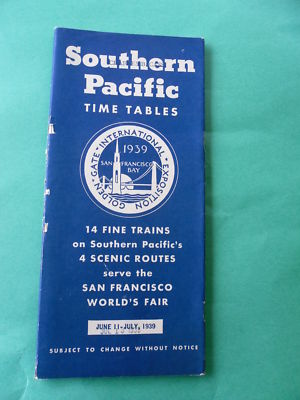 Southern
Pacific
TIME TABLES
GOLDEN GATE INTERNATIONAL EXPOSITION
1939
SAN FRANCISCO
BAY
14 FINE TRAINS
on Southern Pacific's
4 SCENIC ROUTES
serve the
SAN FRANCISCO
WORLD'S FAIR
JUNE 11-JULY, 1939
SUBJECT TO CHANGE WITHOUT NOTICE